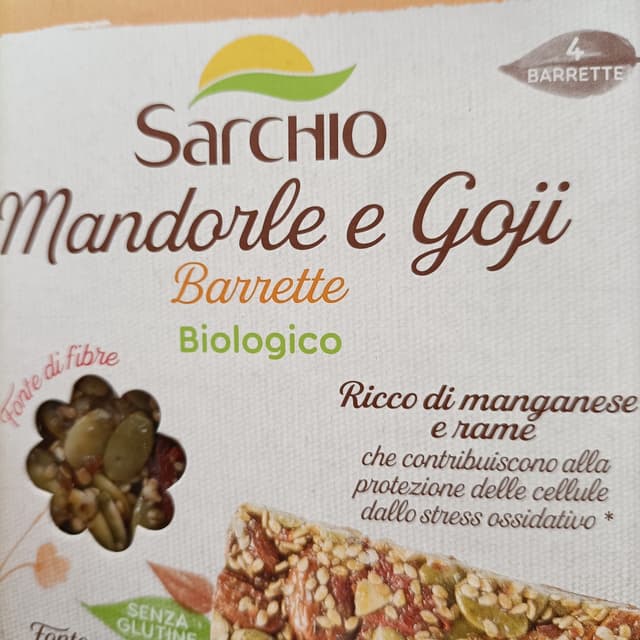 4
BARRETTE
Sarchio
Mandorle e Goji
Barrette
Biologico
Fonte di fibre
Ricco di manganese
e rame
che contribuiscono alla
protezione delle cellule
dallo stress ossidativo *
SENZA
GLUTINE
Fonte